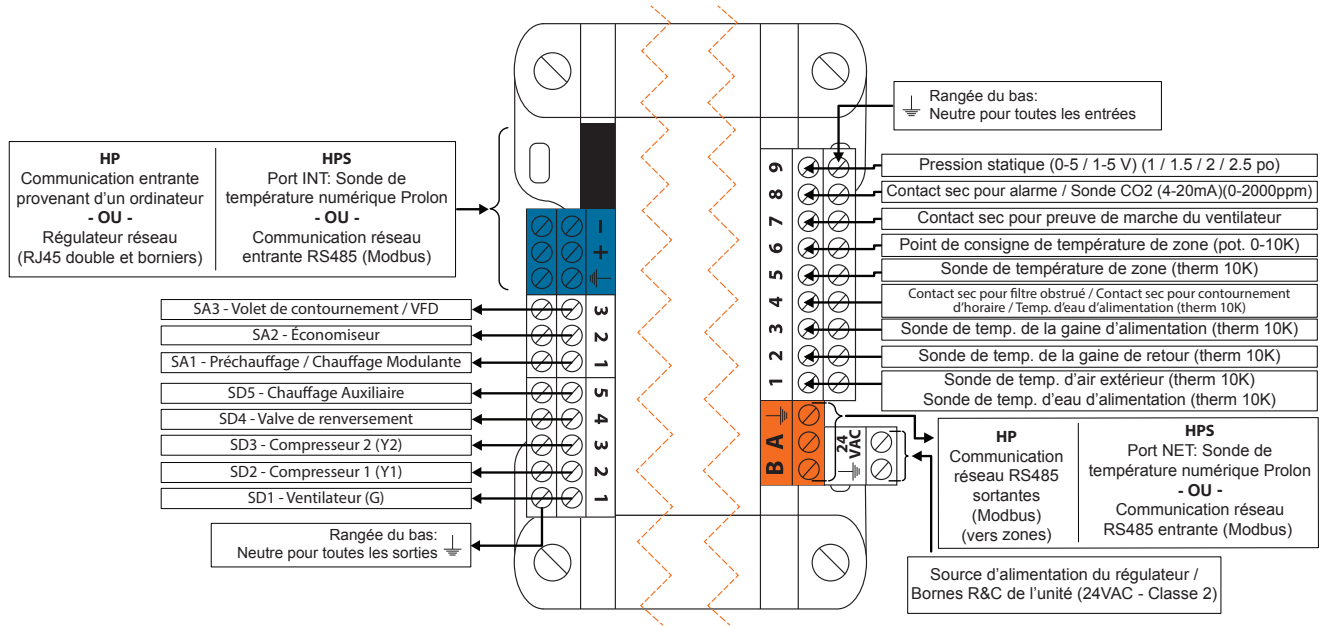 HP
Communication entrante
provenant d'un ordinateur
- OU -
Régulateur réseau
(RJ45 double et borniers)
HPS
Port INT: Sonde de
température numérique Prolon
- OU -
Communication réseau
entrante RS485 (Modbus)
SA3 - Volet de contournement / VFD
SA2 - Économiseur
SA1 - Préchauffage / Chauffage Modulante
SD5 - Chauffage Auxiliaire
SD4 - Valve de renversement
SD3 - Compresseur 2 (Y2)
SD2 - Compresseur 1 (Y1)
SD1 - Ventilateur (G)
Rangée du bas:
Neutre pour toutes les sorties
-
+
3
2
1
5
4
3
2
1
9
8
7
6
5
4
3
2
1
A
B
24
VAC
Rangée du bas:
Neutre pour toutes les entrées
Pression statique (0-5 / 1-5 V) (1 / 1.5 / 2 / 2.5 po)
Contact sec pour alarme / Sonde CO2 (4-20mA)(0-2000ppm)
Contact sec pour preuve de marche du ventilateur
Point de consigne de température de zone (pot. 0-10K)
Sonde de température de zone (therm 10K)
Contact sec pour filtre obstrué / Contact sec pour contournement
d'horaire / Temp. d'eau d'alimentation (therm 10K)
Sonde de temp. de la gaine d'alimentation (therm 10K)
Sonde de temp. de la gaine de retour (therm 10K)
Sonde de temp. d'air extérieur (therm 10K)
Sonde de temp. d'eau d'alimentation (therm 10K)
HP
Communication
réseau RS485
sortantes
(Modbus)
(vers zones)
HPS
Port NET: Sonde de
température numérique Prolon
- OU -
Communication réseau
RS485 entrante (Modbus)
Source d'alimentation du régulateur /
Bornes R&C de l'unité (24VAC - Classe 2)